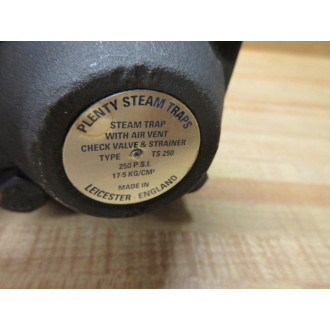 PLENTY STEAM TRAPS
STEAM TRAP
WITH AIR VENT
CHECK VALVE & STRAINER
TYPE TS 250
250 P.S.I.
17·5 KG/CM²
MADE IN
LEICESTER · ENGLAND